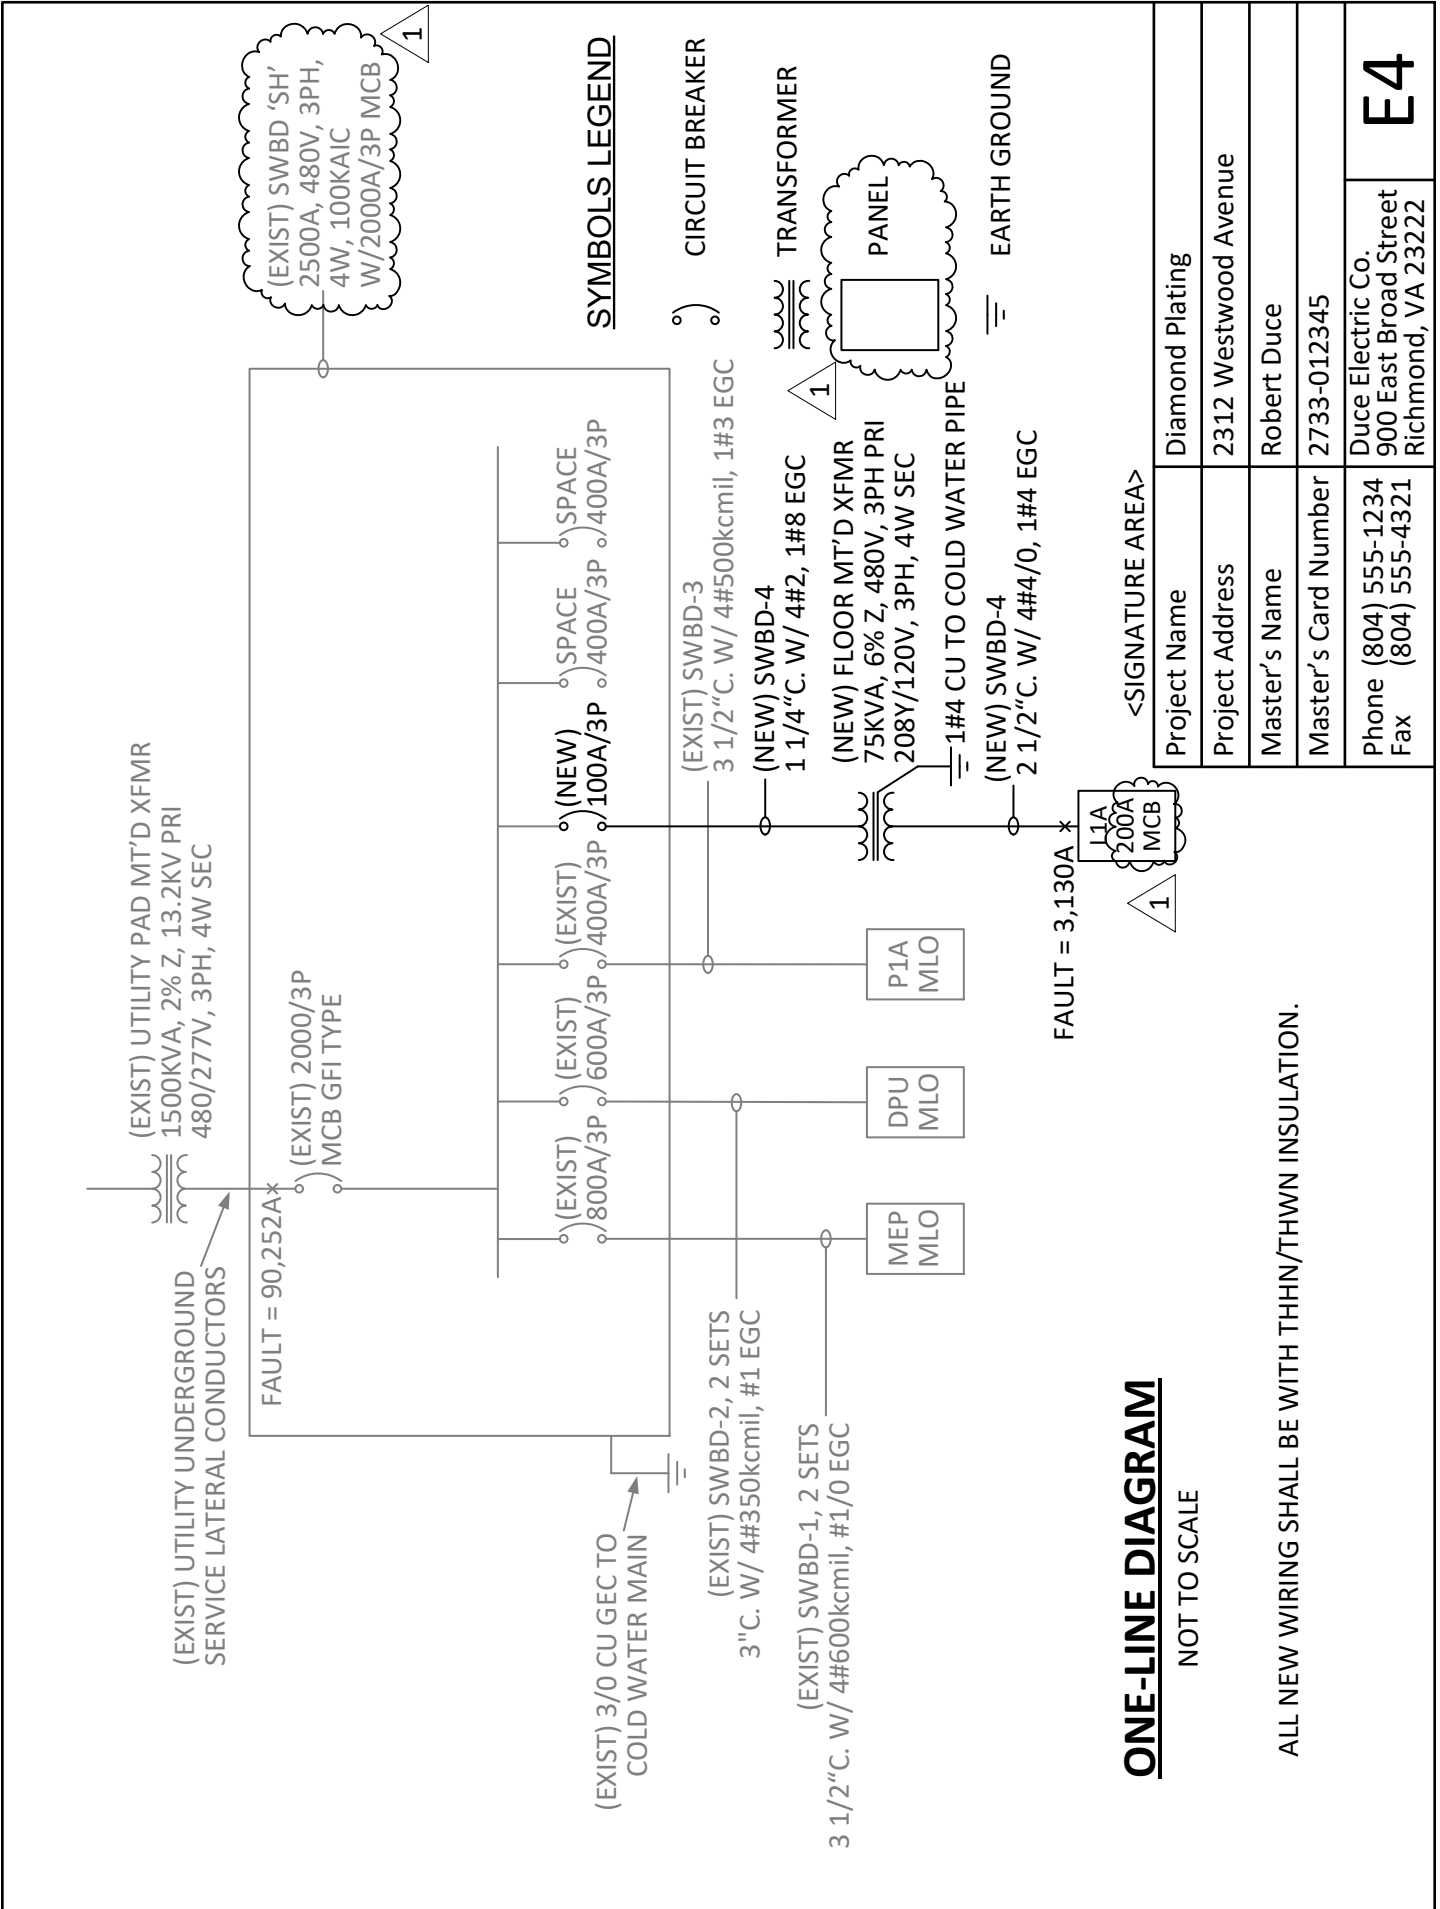 (EXIST) UTILITY PAD MT'D XFMR
1500KVA, 2% Z, 13.2KV PRI
480/277V, 3PH, 4W SEC
(EXIST) UTILITY UNDERGROUND
SERVICE LATERAL CONDUCTORS
FAULT = 90,252A
(EXIST) 2000/3P
MCB GFI TYPE
(EXIST) SWBD ‘SH’
2500A, 480V, 3PH,
4W, 100KAIC
W/2000A/3P MCB
1
(EXIST)
800A/3P
(EXIST)
600A/3P
(EXIST)
400A/3P
(NEW)
100A/3P
SPACE
400A/3P
SPACE
400A/3P
(EXIST) 3/0 CU GEC TO
COLD WATER MAIN
(EXIST) SWBD-2, 2 SETS
3"C. W/ 4#350kcmil, #1 EGC
(EXIST) SWBD-1, 2 SETS
3 1/2“C. W/ 4#600kcmil, #1/0 EGC
(EXIST) SWBD-3
3 1/2“C. W/ 4#500kcmil, 1#3 EGC
(NEW) SWBD-4
1 1/4“C. W/ 4#2, 1#8 EGC
(NEW) FLOOR MT’D XFMR
75KVA, 6% Z, 480V, 3PH PRI
208Y/120V, 3PH, 4W SEC
1#4 CU TO COLD WATER PIPE
(NEW) SWBD-4
2 1/2“C. W/ 4#4/0, 1#4 EGC
MEP
MLO
DPU
MLO
P1A
MLO
FAULT = 3,130A
L1A
200A
MCB
1
SYMBOLS LEGEND
CIRCUIT BREAKER
TRANSFORMER
PANEL
1
EARTH GROUND
ONE-LINE DIAGRAM
NOT TO SCALE
ALL NEW WIRING SHALL BE WITH THHN/THWN INSULATION.
<SIGNATURE AREA>
Project Name Diamond Plating
Project Address 2312 Westwood Avenue
Master’s Name Robert Duce
Master’s Card Number 2733-012345
Phone (804) 555-1234
Fax (804) 555-4321
Duce Electric Co.
900 East Broad Street
Richmond, VA 23222
E4